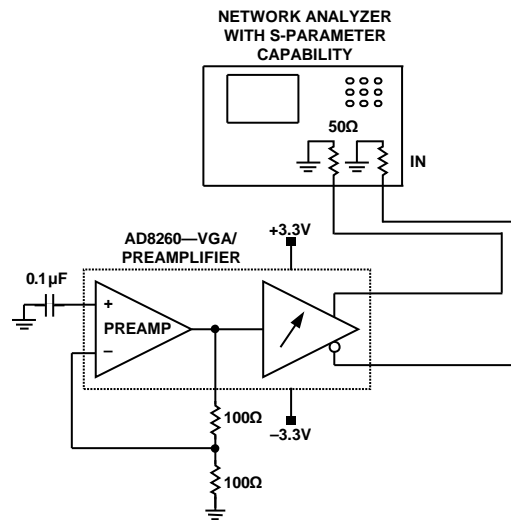 NETWORK ANALYZER
WITH S-PARAMETER
CAPABILITY
50Ω
IN
+3.3V
AD8260—VGA/
PREAMPLIFIER
0.1µF
+
PREAMP
–
100Ω
–3.3V
100Ω